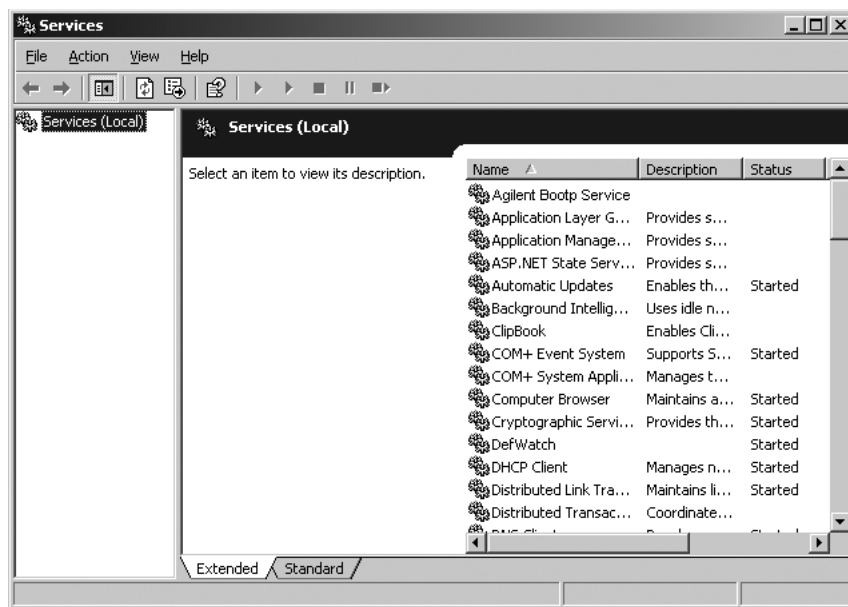 Services
File Action View Help
Services (Local)
Services (Local)
Select an item to view its description.
Name Description Status
Agilent Bootp Service
Application Layer G... Provides s...
Application Manage... Provides s...
ASP.NET State Serv... Provides s...
Automatic Updates Enables th... Started
Background Intellig... Uses idle n...
ClipBook Enables Cli...
COM+ Event System Supports S... Started
COM+ System Appli... Manages t...
Computer Browser Maintains a... Started
Cryptographic Servi... Provides th... Started
DefWatch Started
DHCP Client Manages n... Started
Distributed Link Tra... Maintains li... Started
Distributed Transac... Coordinate...
Extended Standard